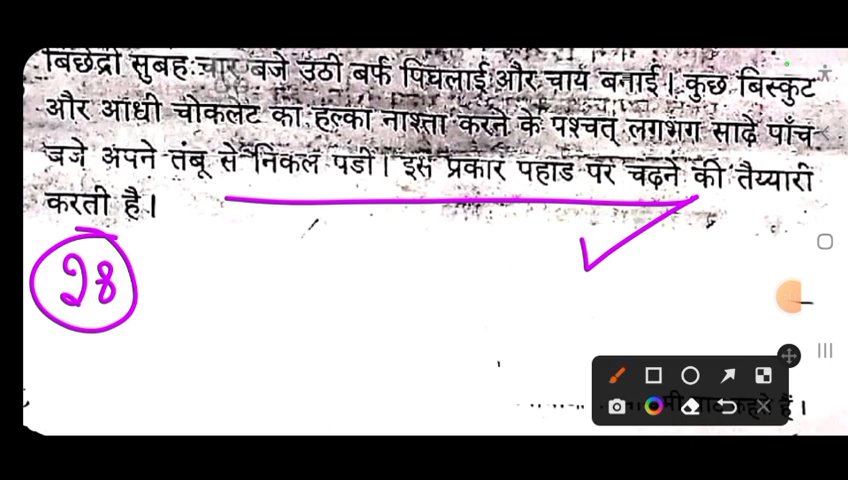 बिछेंद्री सुबह चार बजे उठी बर्फ पिघलाई और चाय बनाई। कुछ बिस्कुट
और आधी चोकलेट का हल्का नाश्ता करने के पश्चत् लगभग साढ़े पाँच
जजे अपने तंबू से निकल पडी। इस प्रकार पहाड पर चढ़ने की तैय्यारी
करती है।
28
हैं।